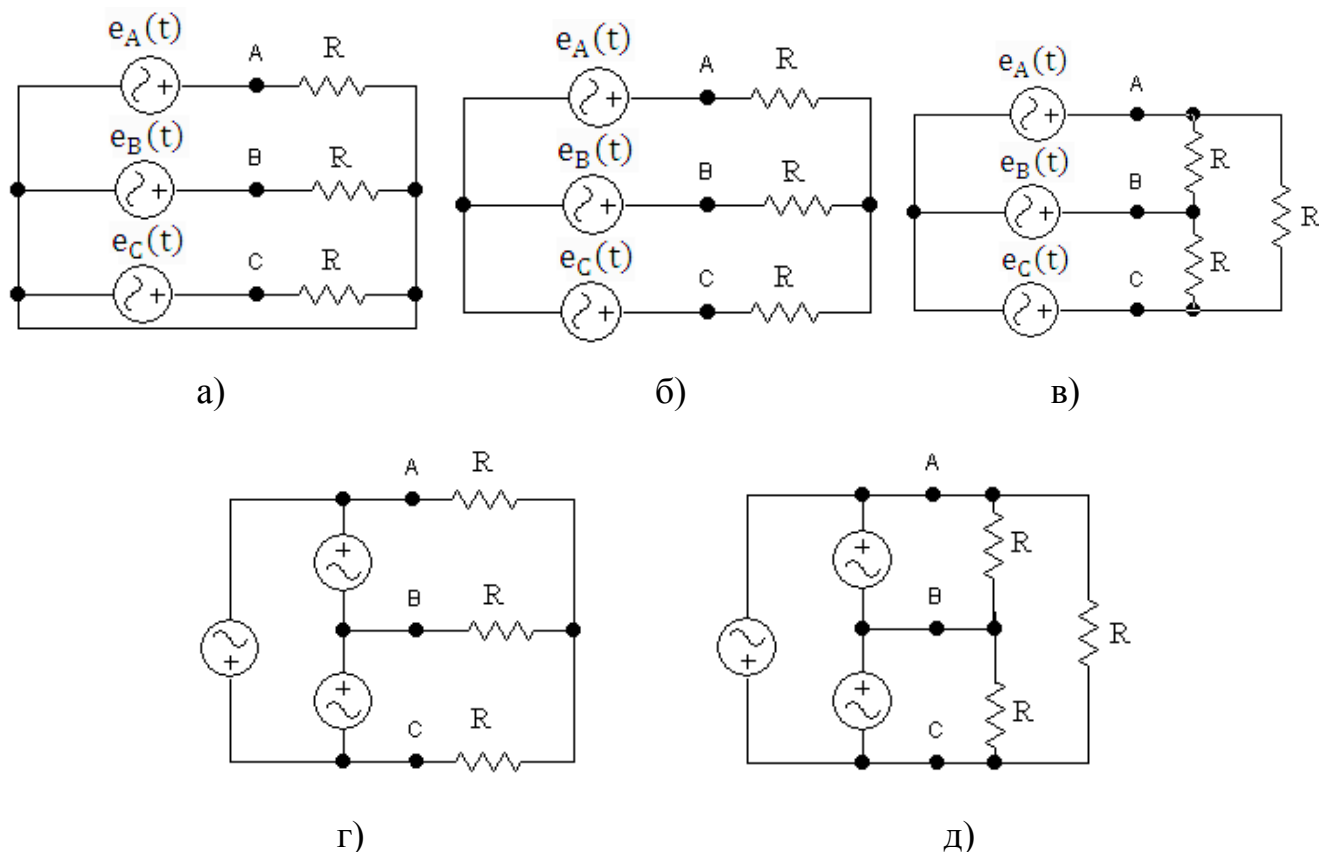 e_A(t) A R
e_B(t) B R
e_C(t) C R
а)
e_A(t) A R
e_B(t) B R
e_C(t) C R
б)
e_A(t) A
R
e_B(t) B R
R
e_C(t) C
в)
A R
B R
C R
г)
A
R
B R
R
C
д)